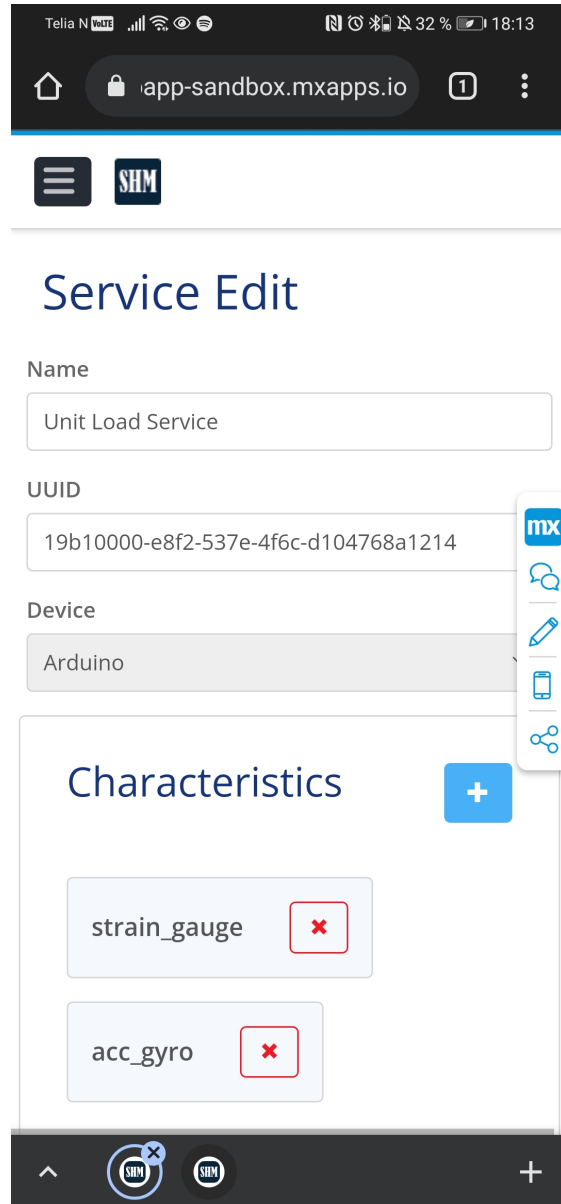 Telia N VoLTE 32 % 18:13
app-sandbox.mxapps.io 1
SHM
Service Edit
Name
Unit Load Service
UUID
19b10000-e8f2-537e-4f6c-d104768a1214
mx
Device
Arduino
Characteristics
strain_gauge
acc_gyro
SHM SHM